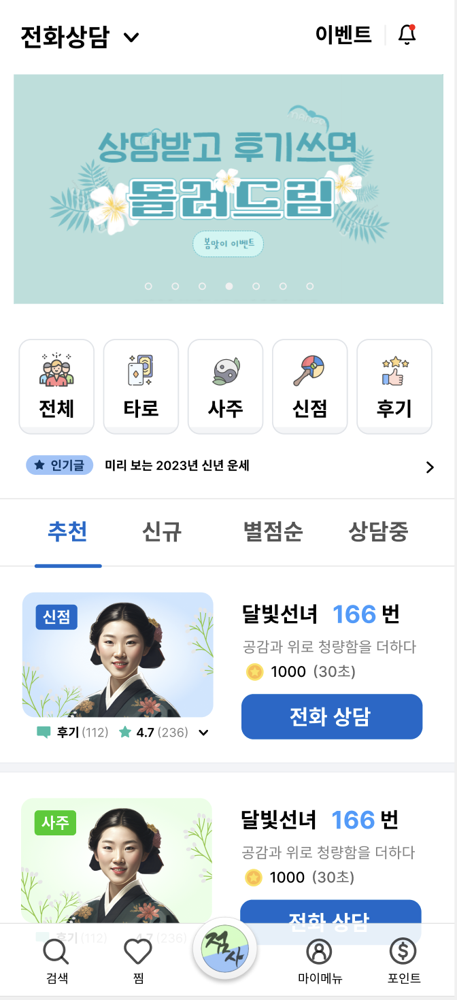 전화상담
이벤트
상담받고 후기쓰면
몰려드림
봄맞이 이벤트
전체
타로
사주
신점
후기
인기글
미리 보는 2023년 신년 운세
추천
신규
별점순
상담중
신점
달빛선녀 166 번
공감과 위로 청량함을 더하다
1000 (30초)
전화 상담
후기 (112) 4.7 (236)
사주
달빛선녀 166 번
공감과 위로 청량함을 더하다
1000 (30초)
전화 상담
후기 (112) 4.7 (236)
검색
찜
점사
마이메뉴
포인트